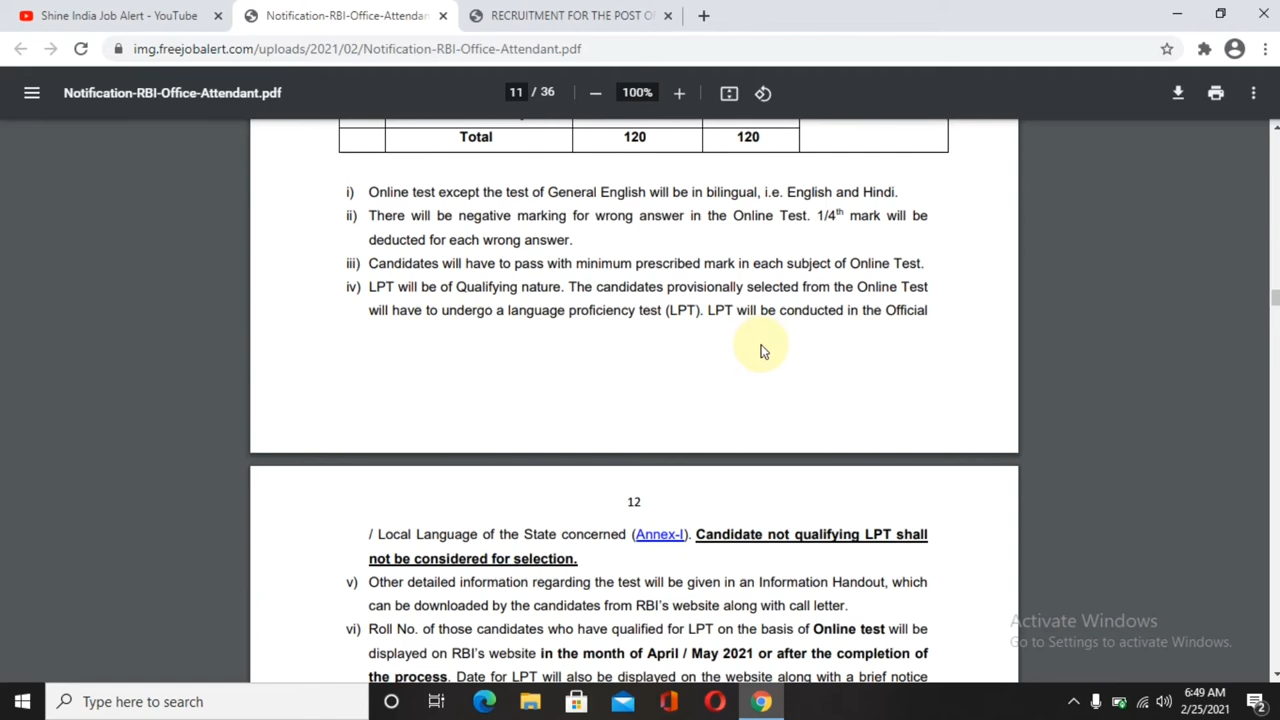 Shine India Job Alert - YouTube
Notification-RBI-Office-Attendan
RECRUITMENT FOR THE POST O
img.freejobalert.com/uploads/2021/02/Notification-RBI-Office-Attendant.pdf
Notification-RBI-Office-Attendant.pdf
11 / 36
100%
Total 120 120
i) Online test except the test of General English will be in bilingual, i.e. English and Hindi.
ii) There will be negative marking for wrong answer in the Online Test. 1/4th mark will be
deducted for each wrong answer.
iii) Candidates will have to pass with minimum prescribed mark in each subject of Online Test.
iv) LPT will be of Qualifying nature. The candidates provisionally selected from the Online Test
will have to undergo a language proficiency test (LPT). LPT will be conducted in the Official
12
/ Local Language of the State concerned (Annex-I). Candidate not qualifying LPT shall
not be considered for selection.
v) Other detailed information regarding the test will be given in an Information Handout, which
can be downloaded by the candidates from RBI's website along with call letter.
vi) Roll No. of those candidates who have qualified for LPT on the basis of Online test will be
displayed on RBI's website in the month of April / May 2021 or after the completion of
the process. Date for LPT will also be displayed on the website along with a brief notice
Activate Windows
Go to Settings to activate Windows.
Type here to search
6:49 AM
2/25/2021
2